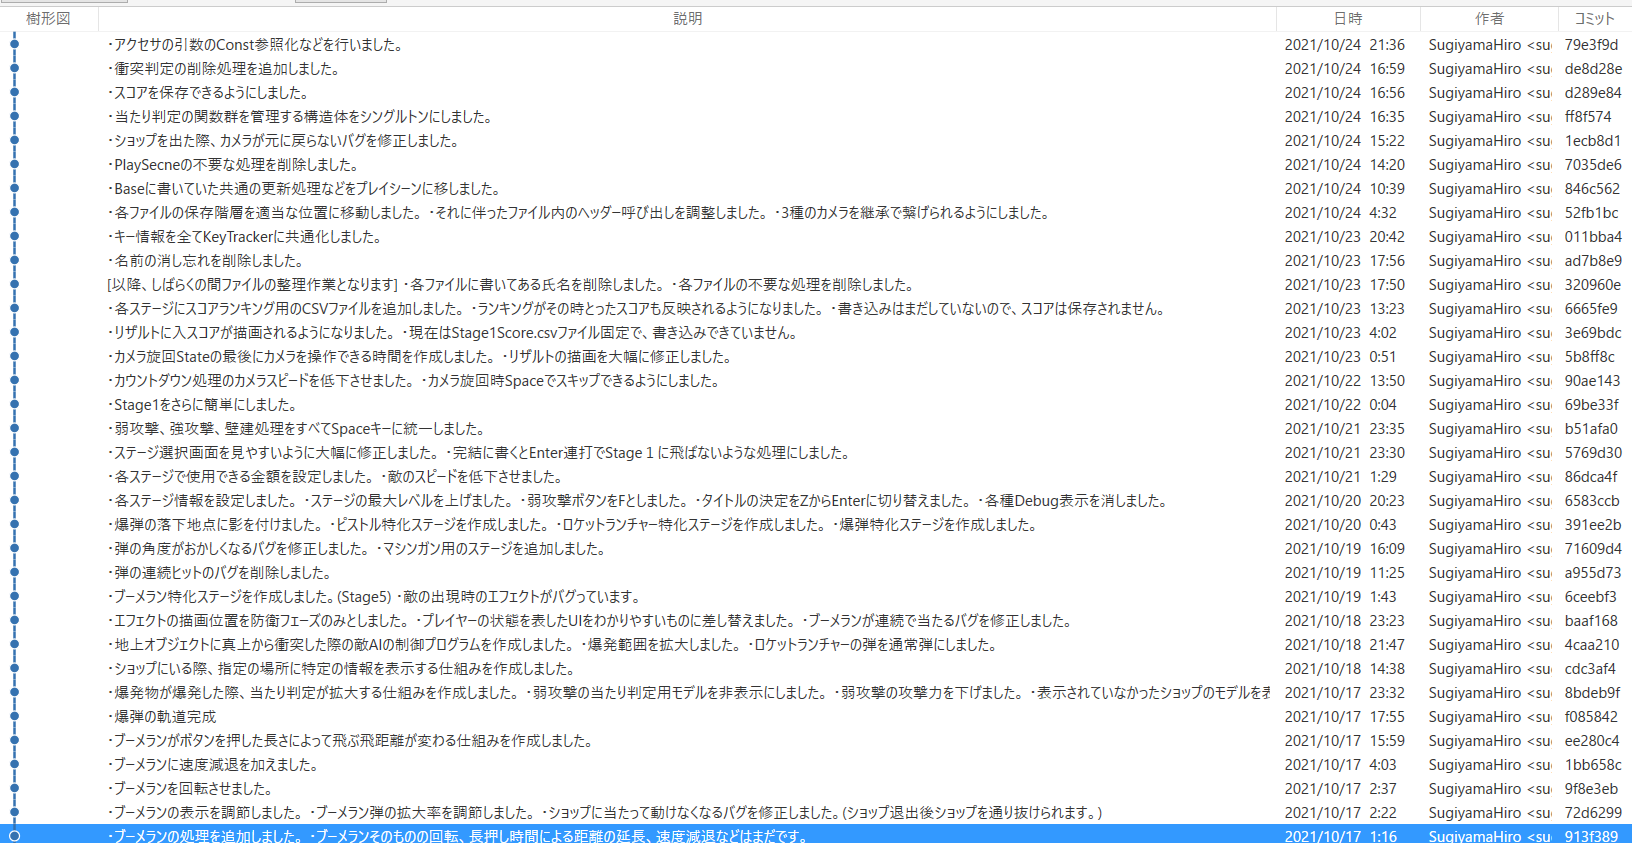 樹形図 説明 日時 作者 コミット
・アクセサの引数のConst参照化などを行いました。 2021/10/24 21:36 SugiyamaHiro <su 79e3f9d
・衝突判定の削除処理を追加しました。 2021/10/24 16:59 SugiyamaHiro <su de8d28e
・スコアを保存できるようにしました。 2021/10/24 16:56 SugiyamaHiro <su d289e84
・当たり判定の関数群を管理する構造体をシングルトンにしました。 2021/10/24 16:35 SugiyamaHiro <su ff8f574
・ショップを出た際、カメラが元に戻らないバグを修正しました。 2021/10/24 15:22 SugiyamaHiro <su 1ecb8d1
・PlaySecneの不要な処理を削除しました。 2021/10/24 14:20 SugiyamaHiro <su 7035de6
・Baseに書いていた共通の更新処理などをプレイシーンに移しました。 2021/10/24 10:39 SugiyamaHiro <su 846c562
・各ファイルの保存階層を適当な位置に移動しました。 ・それに伴ったファイル内のヘッダー呼び出しを調整しました。 ・3種のカメラを継承で繋げられるようにしました。 2021/10/24 4:32 SugiyamaHiro <su 52fb1bc
・キー情報を全てKeyTrackerに共通化しました。 2021/10/23 20:42 SugiyamaHiro <su 011bba4
・名前の消し忘れを削除しました。 2021/10/23 17:56 SugiyamaHiro <su ad7b8e9
[以降、しばらくの間ファイルの整理作業となります] ・各ファイルに書いてある氏名を削除しました。 ・各ファイルの不要な処理を削除しました。 2021/10/23 17:50 SugiyamaHiro <su 320960e
・各ステージにスコアランキング用のCSVファイルを追加しました。 ・ランキングがその時とったスコアも反映されるようになりました。 ・書き込みはまだしていないので、スコアは保存されません。 2021/10/23 13:23 SugiyamaHiro <su 6665fe9
・リザルトに入スコアが描画されるようになりました。 ・現在はStage1Score.csvファイル固定で、書き込みできていません。 2021/10/23 4:02 SugiyamaHiro <su 3e69bdc
・カメラ旋回Stateの最後にカメラを操作できる時間を作成しました。 ・リザルトの描画を大幅に修正しました。 2021/10/23 0:51 SugiyamaHiro <su 5b8ff8c
・カウントダウン処理のカメラスピードを低下させました。 ・カメラ旋回時Spaceでスキップできるようにしました。 2021/10/22 13:50 SugiyamaHiro <su 90ae143
・Stage1をさらに簡単にしました。 2021/10/22 0:04 SugiyamaHiro <su 69be33f
・弱攻撃、強攻撃、壁建処理をすべてSpaceキーに統一しました。 2021/10/21 23:35 SugiyamaHiro <su b51afa0
・ステージ選択画面を見やすいように大幅に修正しました。 ・完結に書くとEnter連打でStage１に飛ばないような処理にしました。 2021/10/21 23:30 SugiyamaHiro <su 5769d30
・各ステージで使用できる金額を設定しました。 ・敵のスピードを低下させました。 2021/10/21 1:29 SugiyamaHiro <su 86dca4f
・各ステージ情報を設定しました。 ・ステージの最大レベルを上げました。 ・弱攻撃ボタンをFとしました。 ・タイトルの決定をZからEnterに切り替えました。 ・各種Debug表示を消しました。 2021/10/20 20:23 SugiyamaHiro <su 6583ccb
・爆弾の落下地点に影を付けました。 ・ピストル特化ステージを作成しました。 ・ロケットランチャー特化ステージを作成しました。 ・爆弾特化ステージを作成しました。 2021/10/20 0:43 SugiyamaHiro <su 391ee2b
・弾の角度がおかしくなるバグを修正しました。 ・マシンガン用のステージを追加しました。 2021/10/19 16:09 SugiyamaHiro <su 71609d4
・弾の連続ヒットのバグを削除しました。 2021/10/19 11:25 SugiyamaHiro <su a955d73
・ブーメラン特化ステージを作成しました。(Stage5) ・敵の出現時のエフェクトがバグっています。 2021/10/19 1:43 SugiyamaHiro <su 6ceebf3
・エフェクトの描画位置を防衛フェーズのみとしました。 ・プレイヤーの状態を表したUIをわかりやすいものに差し替えました。 ・ブーメランが連続で当たるバグを修正しました。 2021/10/18 23:23 SugiyamaHiro <su baaf168
・地上オブジェクトに真上から衝突した際の敵AIの制御プログラムを作成しました。 ・爆発範囲を拡大しました。 ・ロケットランチャーの弾を通常弾にしました。 2021/10/18 21:47 SugiyamaHiro <su 4caa210
・ショップにいる際、指定の場所に特定の情報を表示する仕組みを作成しました。 2021/10/18 14:38 SugiyamaHiro <su cdc3af4
・爆発物が爆発した際、当たり判定が拡大する仕組みを作成しました。 ・弱攻撃の当たり判定用モデルを非表示にしました。 ・弱攻撃の攻撃力を下げました。 ・表示されていなかったショップのモデルを表 2021/10/17 23:32 SugiyamaHiro <su 8bdeb9f
・爆弾の軌道完成 2021/10/17 17:55 SugiyamaHiro <su f085842
・ブーメランがボタンを押した長さによって飛ぶ飛距離が変わる仕組みを作成しました。 2021/10/17 15:59 SugiyamaHiro <su ee280c4
・ブーメランに速度減退を加えました。 2021/10/17 4:03 SugiyamaHiro <su 1bb658c
・ブーメランを回転させました。 2021/10/17 2:37 SugiyamaHiro <su 9f8e3eb
・ブーメランの表示を調節しました。 ・ブーメラン弾の拡大率を調節しました。 ・ショップに当たって動けなくなるバグを修正しました。(ショップ退出後ショップを通り抜けられます。) 2021/10/17 2:22 SugiyamaHiro <su 72d6299
・ブーメランの処理を追加しました。 ・ブーメランそのものの回転、長押し時間による距離の延長、速度減退などはまだです。 2021/10/17 1:16 SugiyamaHiro <su 913f389